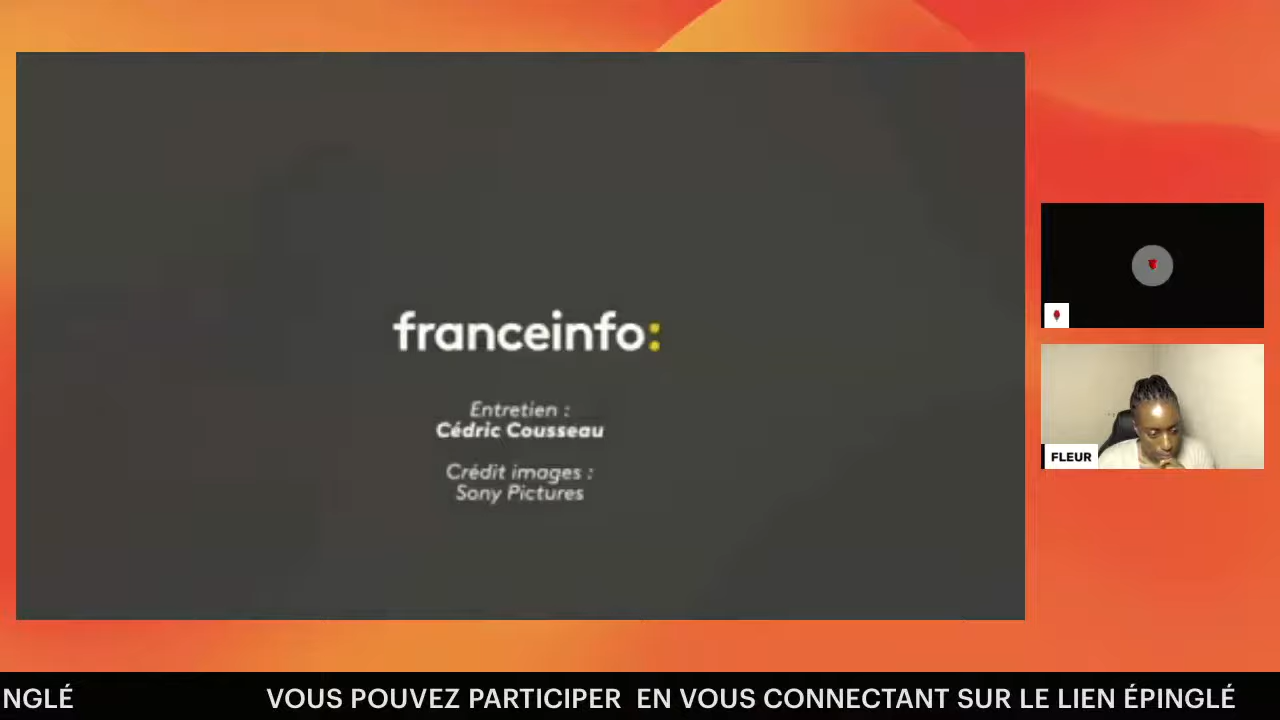 franceinfo:
Entretien :
Cédric Cousseau
Crédit images :
Sony Pictures
FLEUR
NGLÉ VOUS POUVEZ PARTICIPER EN VOUS CONNECTANT SUR LE LIEN ÉPINGLÉ